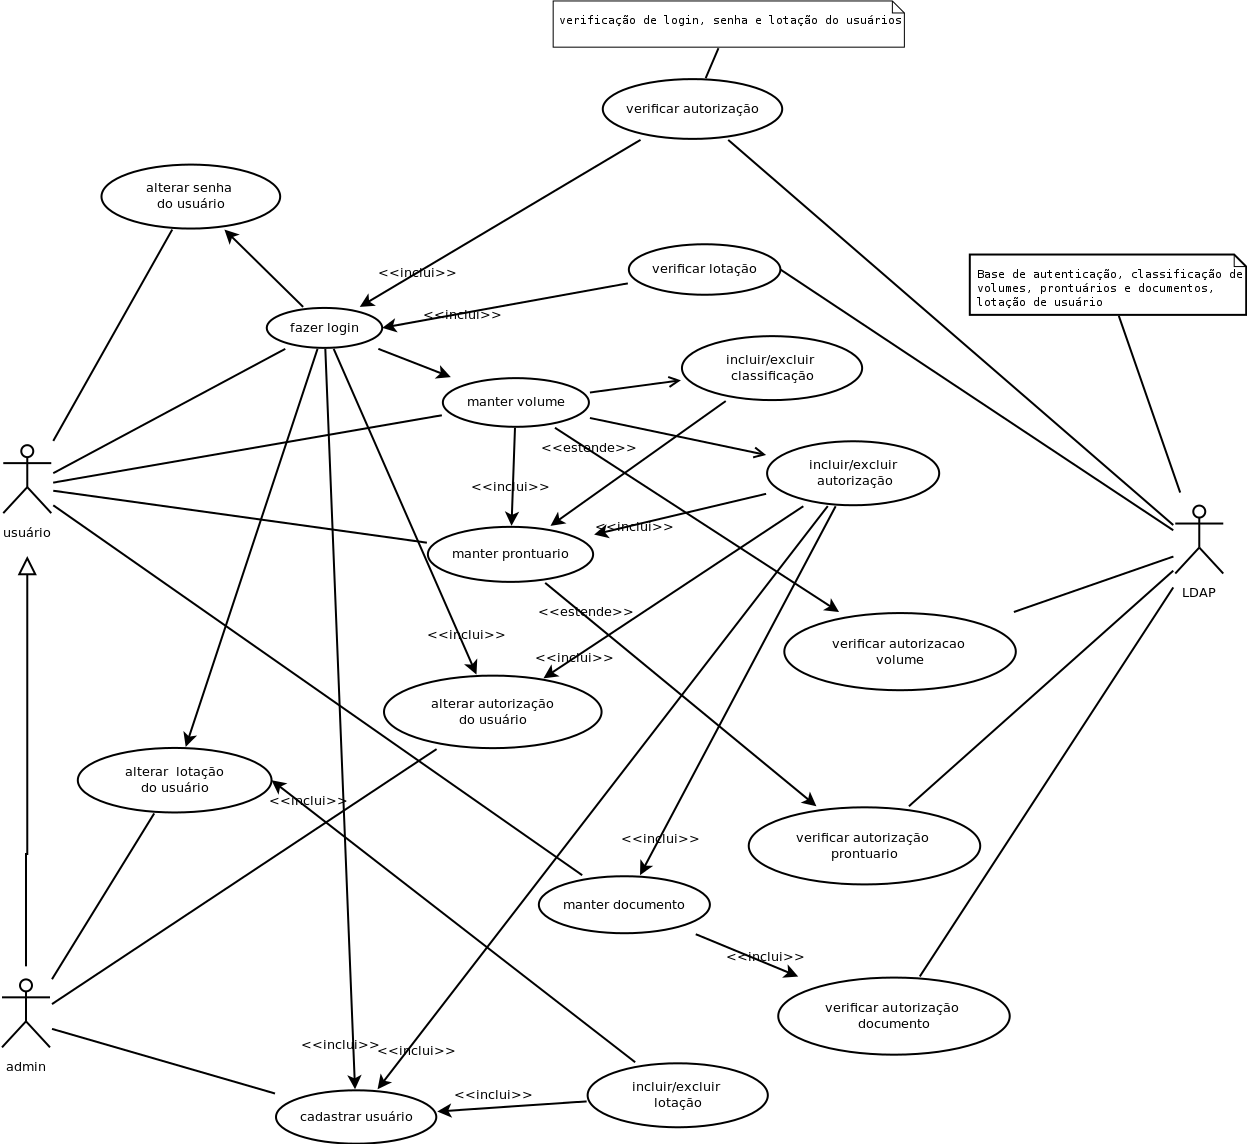 verificação de login, senha e lotação do usuários
verificar autorização
alterar senha
do usuário
verificar lotação
<<inclui>>
Base de autenticação, classificação de
volumes, prontuários e documentos,
lotação de usuário
<<inclui>>
fazer login
incluir/excluir
classificação
manter volume
<<estende>>
incluir/excluir
autorização
<<inclui>>
usuário
<<inclui>>
manter prontuario
LDAP
<<estende>>
<<inclui>>
verificar autorizacao
volume
<<inclui>>
alterar autorização
do usuário
alterar lotação
do usuário
<<inclui>>
<<inclui>>
verificar autorização
prontuario
manter documento
<<inclui>>
verificar autorização
documento
<<inclui>>
<<inclui>>
admin
<<inclui>>
incluir/excluir
lotação
cadastrar usuário